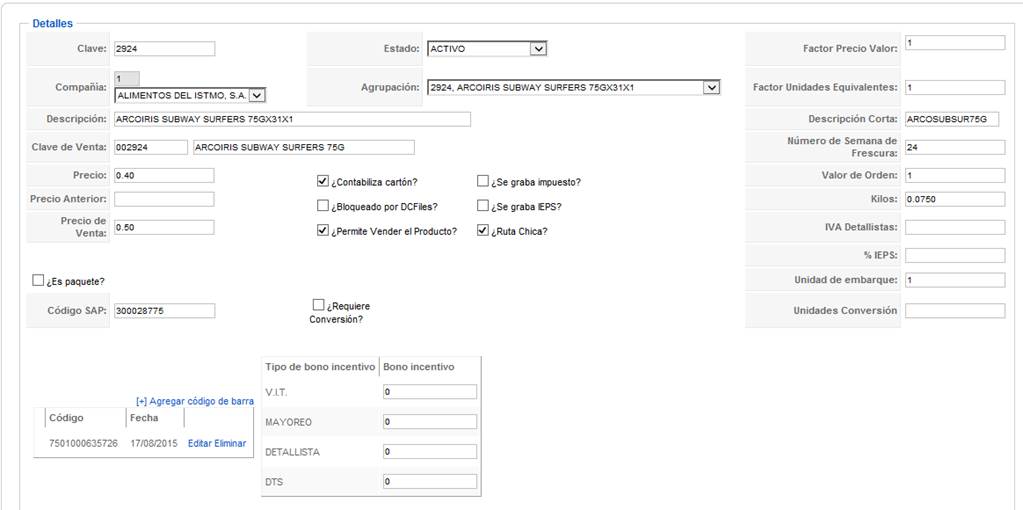 Detalles
Clave: 2924 Estado: ACTIVO Factor Precio Valor: 1
Compañia: 1 ALIMENTOS DEL ISTMO, S.A. Agrupación: 2924, ARCOIRIS SUBWAY SURFERS 75GX31X1 Factor Unidades Equivalentes: 1
Descripción: ARCOIRIS SUBWAY SURFERS 75GX31X1 Descripción Corta: ARCOSUBSUR75G
Clave de Venta: 002924 ARCOIRIS SUBWAY SURFERS 75G Número de Semana de Frescura: 24
Precio: 0.40 ¿Contabiliza cartón? ¿Se graba impuesto? Valor de Orden: 1
Precio Anterior: ¿Bloqueado por DCFiles? ¿Se graba IEPS? Kilos: 0.0750
Precio de Venta: 0.50 ¿Permite Vender el Producto? ¿Ruta Chica? IVA Detallistas:
% IEPS:
¿Es paquete? Unidad de embarque: 1
Código SAP: 300028775 ¿Requiere Conversión? Unidades Conversión
Tipo de bono incentivo Bono incentivo
V.I.T. 0
MAYOREO 0
DETALLISTA 0
DTS 0
[+] Agregar código de barra
Código Fecha
7501000635726 17/08/2015 Editar Eliminar